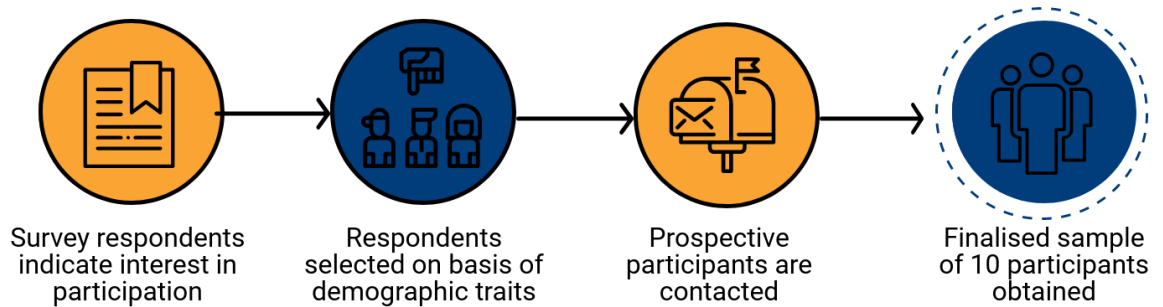 Survey respondents
indicate interest in
participation
Respondents
selected on basis of
demographic traits
Prospective
participants are
contacted
Finalised sample
of 10 participants
obtained